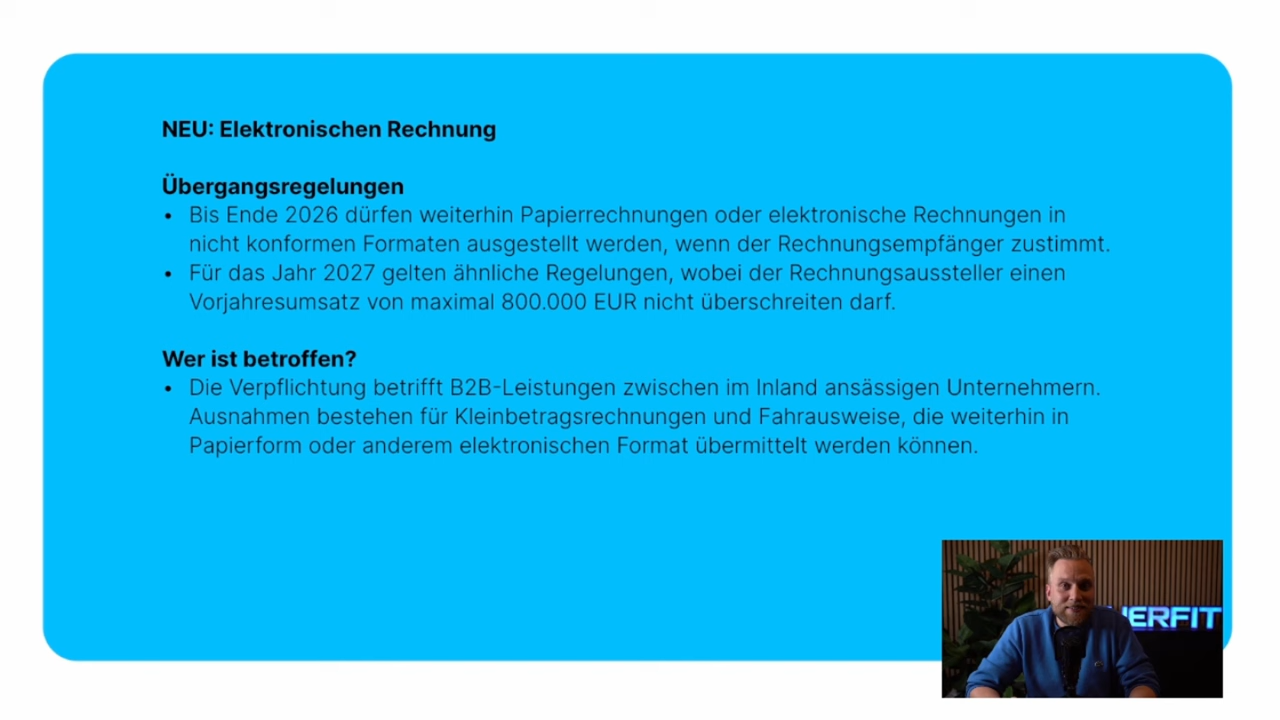 NEU: Elektronischen Rechnung
Übergangsregelungen
• Bis Ende 2026 dürfen weiterhin Papierrechnungen oder elektronische Rechnungen in
nicht konformen Formaten ausgestellt werden, wenn der Rechnungsempfänger zustimmt.
• Für das Jahr 2027 gelten ähnliche Regelungen, wobei der Rechnungsaussteller einen
Vorjahresumsatz von maximal 800.000 EUR nicht überschreiten darf.
Wer ist betroffen?
• Die Verpflichtung betrifft B2B-Leistungen zwischen im Inland ansässigen Unternehmern.
Ausnahmen bestehen für Kleinbetragsrechnungen und Fahrausweise, die weiterhin in
Papierform oder anderem elektronischen Format übermittelt werden können.